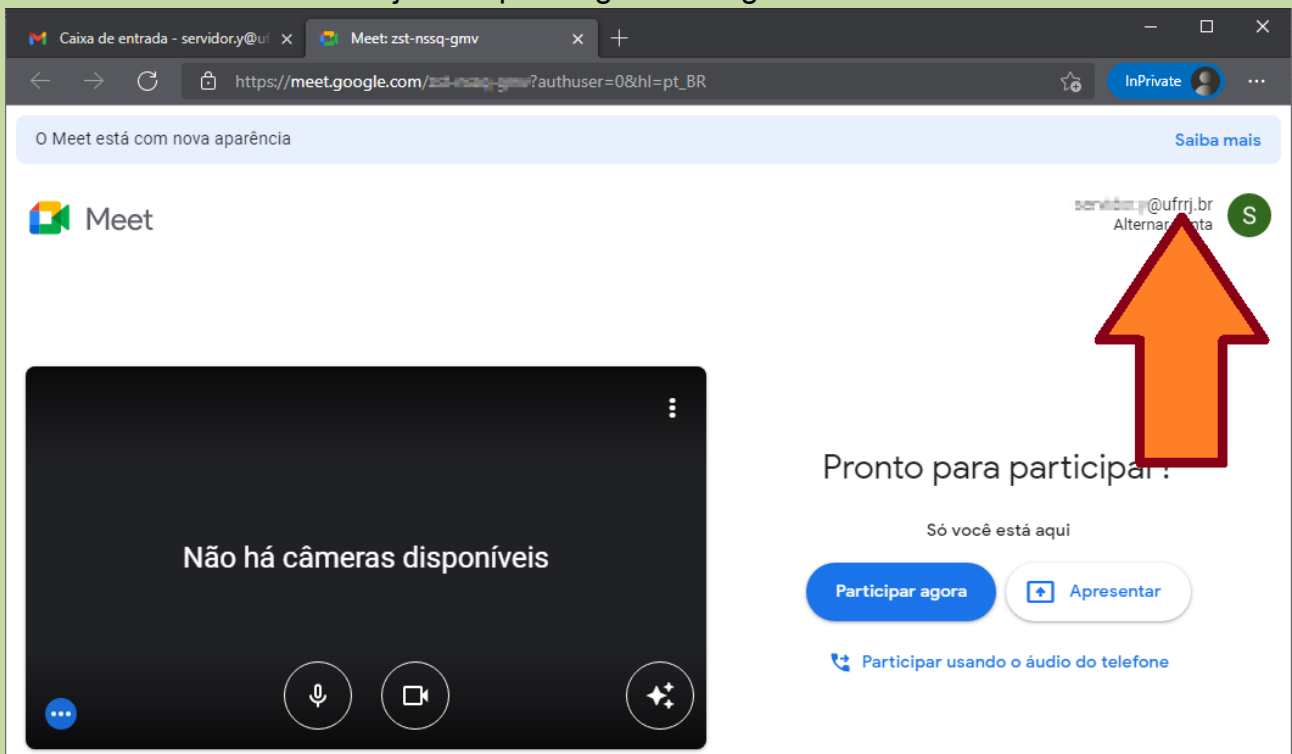 Caixa de entrada - servidor.y@uf
Meet: zst-nssq-gmv
https://meet.google.com/ ?authuser=0&hl=pt_BR
InPrivate
O Meet está com nova aparência
Saiba mais
Meet
@ufrrj.br
Alternar
S
Não há câmeras disponíveis
Pronto para participar?
Só você está aqui
Participar agora
Apresentar
Participar usando o áudio do telefone